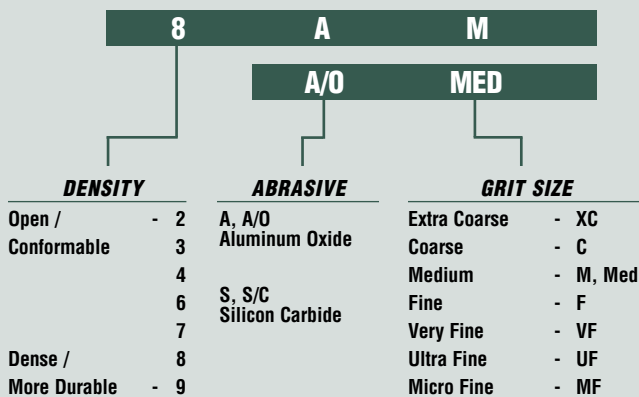 8 A M
A/O MED
DENSITY
Open / - 2
Conformable 3
4
6
7
Dense / 8
More Durable - 9
ABRASIVE
A, A/O
Aluminum Oxide
S, S/C
Silicon Carbide
GRIT SIZE
Extra Coarse - XC
Coarse - C
Medium - M, Med
Fine - F
Very Fine - VF
Ultra Fine - UF
Micro Fine - MF